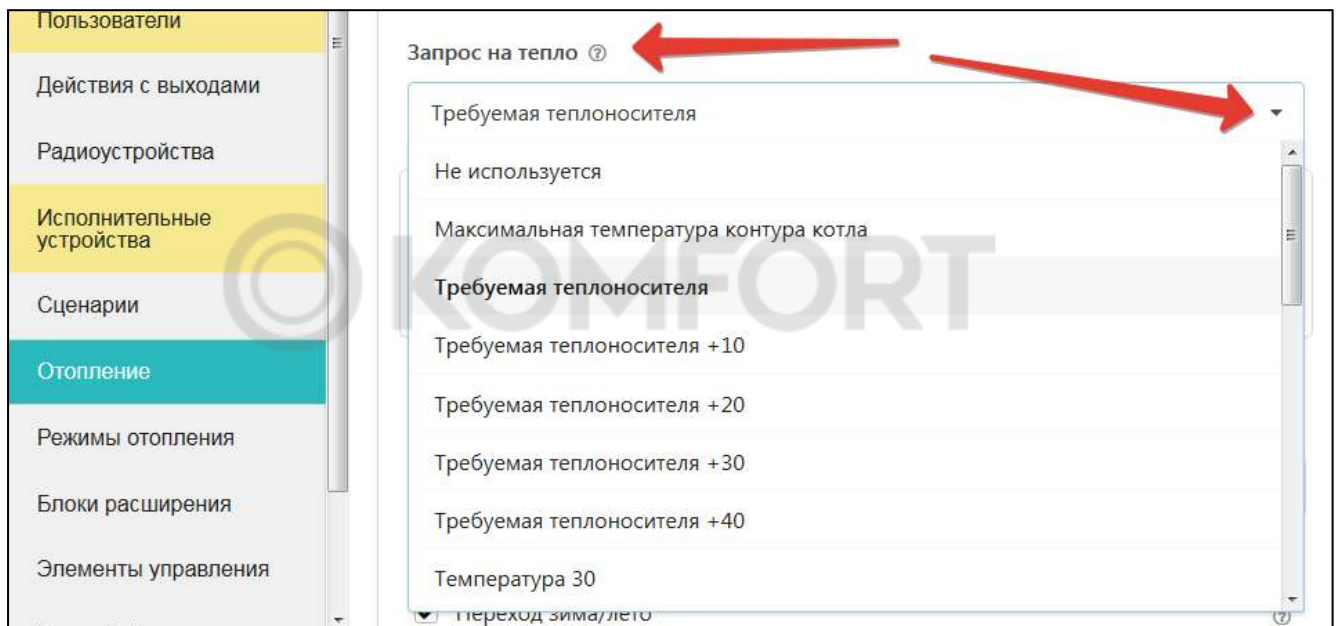 Пользователи
Действия с выходами
Радиоустройства
Исполнительные
устройства
Сценарии
Отопление
Режимы отопления
Блоки расширения
Элементы управления
Запрос на тепло
Требуемая теплоносителя
Не используется
Максимальная температура контура котла
Требуемая теплоносителя
Требуемая теплоносителя +10
Требуемая теплоносителя +20
Требуемая теплоносителя +30
Требуемая теплоносителя +40
Температура 30
Переход зима/лето
KOMFORT